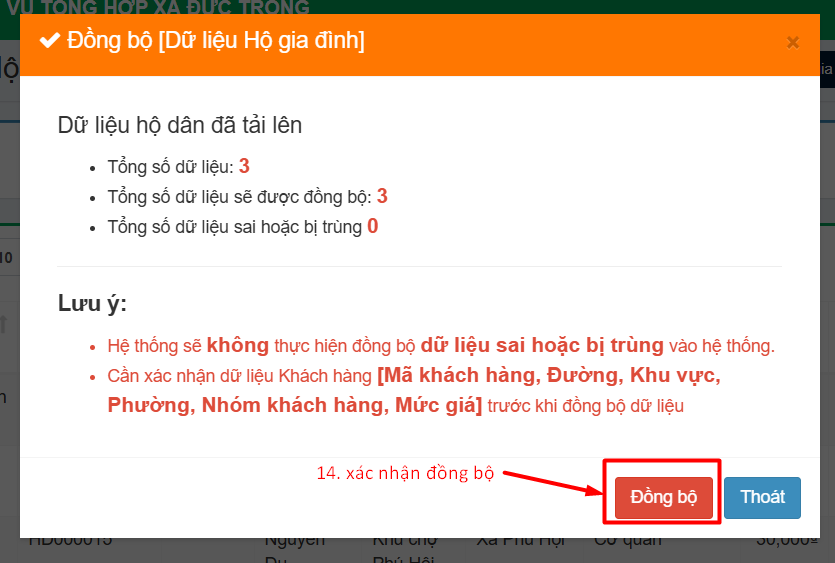 VỤ TỔNG HỢP XÃ ĐỨC TRỌNG
Đồng bộ [Dữ liệu Hộ gia đình]
×
ia
Dữ liệu hộ dân đã tải lên
Tổng số dữ liệu: 3
Tổng số dữ liệu sẽ được đồng bộ: 3
Tổng số dữ liệu sai hoặc bị trùng 0
10
Lưu ý:
Hệ thống sẽ không thực hiện đồng bộ dữ liệu sai hoặc bị trùng vào hệ thống.
Cần xác nhận dữ liệu Khách hàng [Mã khách hàng, Đường, Khu vực,
Phường, Nhóm khách hàng, Mức giá] trước khi đồng bộ dữ liệu
14. xác nhận đồng bộ
Đồng bộ
Thoát
HD000015 Nguyễn Khu chợ Xã Phú Hội Cơ quan 30,000₫
Du Phú Hội